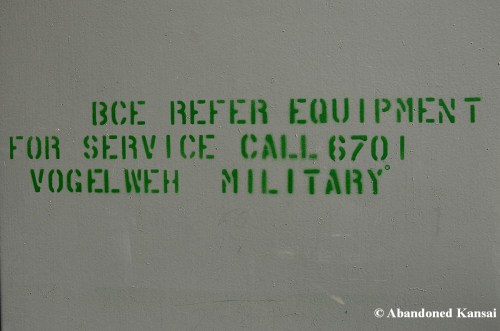 BCE REFER EQUIPMENT
FOR SERVICE CALL 6701
VOGELWEH MILITARY°
© Abandoned Kansai